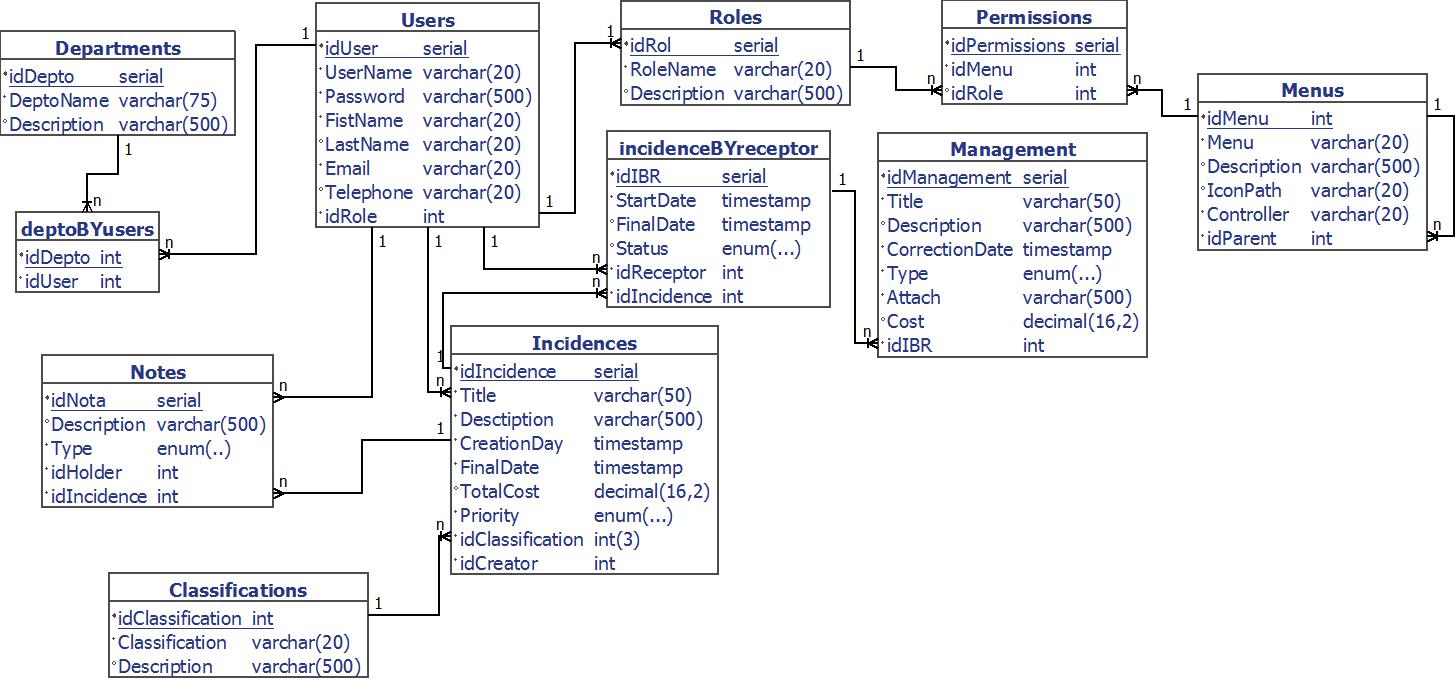 Departments
idDepto serial
DeptoName varchar(75)
Description varchar(500)
1
n
deptoBYusers
idDepto int
idUser int
n
1
Users
idUser serial
UserName varchar(20)
Password varchar(500)
FistName varchar(20)
LastName varchar(20)
Email varchar(20)
Telephone varchar(20)
idRole int
1
1
1
1
1
Roles
idRol serial
RoleName varchar(20)
Description varchar(500)
1
n
Permissions
idPermissions serial
idMenu int
idRole int
n
1
Menus
idMenu int
Menu varchar(20)
Description varchar(500)
IconPath varchar(20)
Controller varchar(20)
idParent int
1
n
incidenceBYreceptor
idIBR serial
StartDate timestamp
FinalDate timestamp
Status enum(...)
idReceptor int
idIncidence int
n
n
1
n
Management
idManagement serial
Title varchar(50)
Description varchar(500)
CorrectionDate timestamp
Type enum(...)
Attach varchar(500)
Cost decimal(16,2)
idIBR int
Incidences
idIncidence serial
Title varchar(50)
Desctiption varchar(500)
CreationDay timestamp
FinalDate timestamp
TotalCost decimal(16,2)
Priority enum(...)
idClassification int(3)
idCreator int
1
n
1
n
Notes
idNota serial
Description varchar(500)
Type enum(..)
idHolder int
idIncidence int
n
n
Classifications
idClassification int
Classification varchar(20)
Description varchar(500)
1